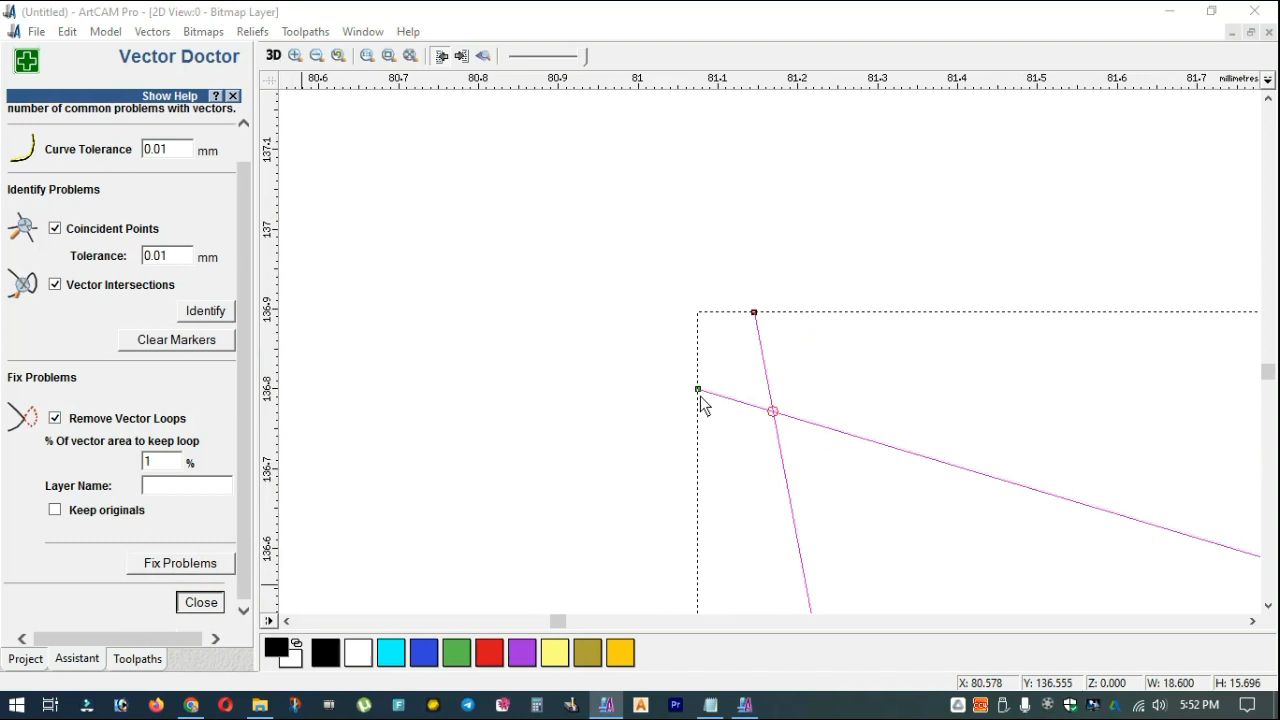 (Untitled) - ArtCAM Pro - [2D View:0 - Bitmap Layer]
File Edit Model Vectors Bitmaps Reliefs Toolpaths Window Help
Vector Doctor
3D
Show Help ? X
80.6 80.7 80.8 80.9 81 81.1 81.2 81.3 81.4 81.5 81.6 81.7 millimetres
number of common problems with vectors.
Curve Tolerance 0.01 mm
Identify Problems
Coincident Points
Tolerance: 0.01 mm
Vector Intersections
Identify
Clear Markers
Fix Problems
Remove Vector Loops
% Of vector area to keep loop
1 %
Layer Name:
Keep originals
Fix Problems
Close
137.1
137
136.9
136.8
136.7
136.6
Project Assistant Toolpaths
X: 80.578 Y: 136.555 Z: 0.000 W: 18.600 H: 15.696
5:52 PM